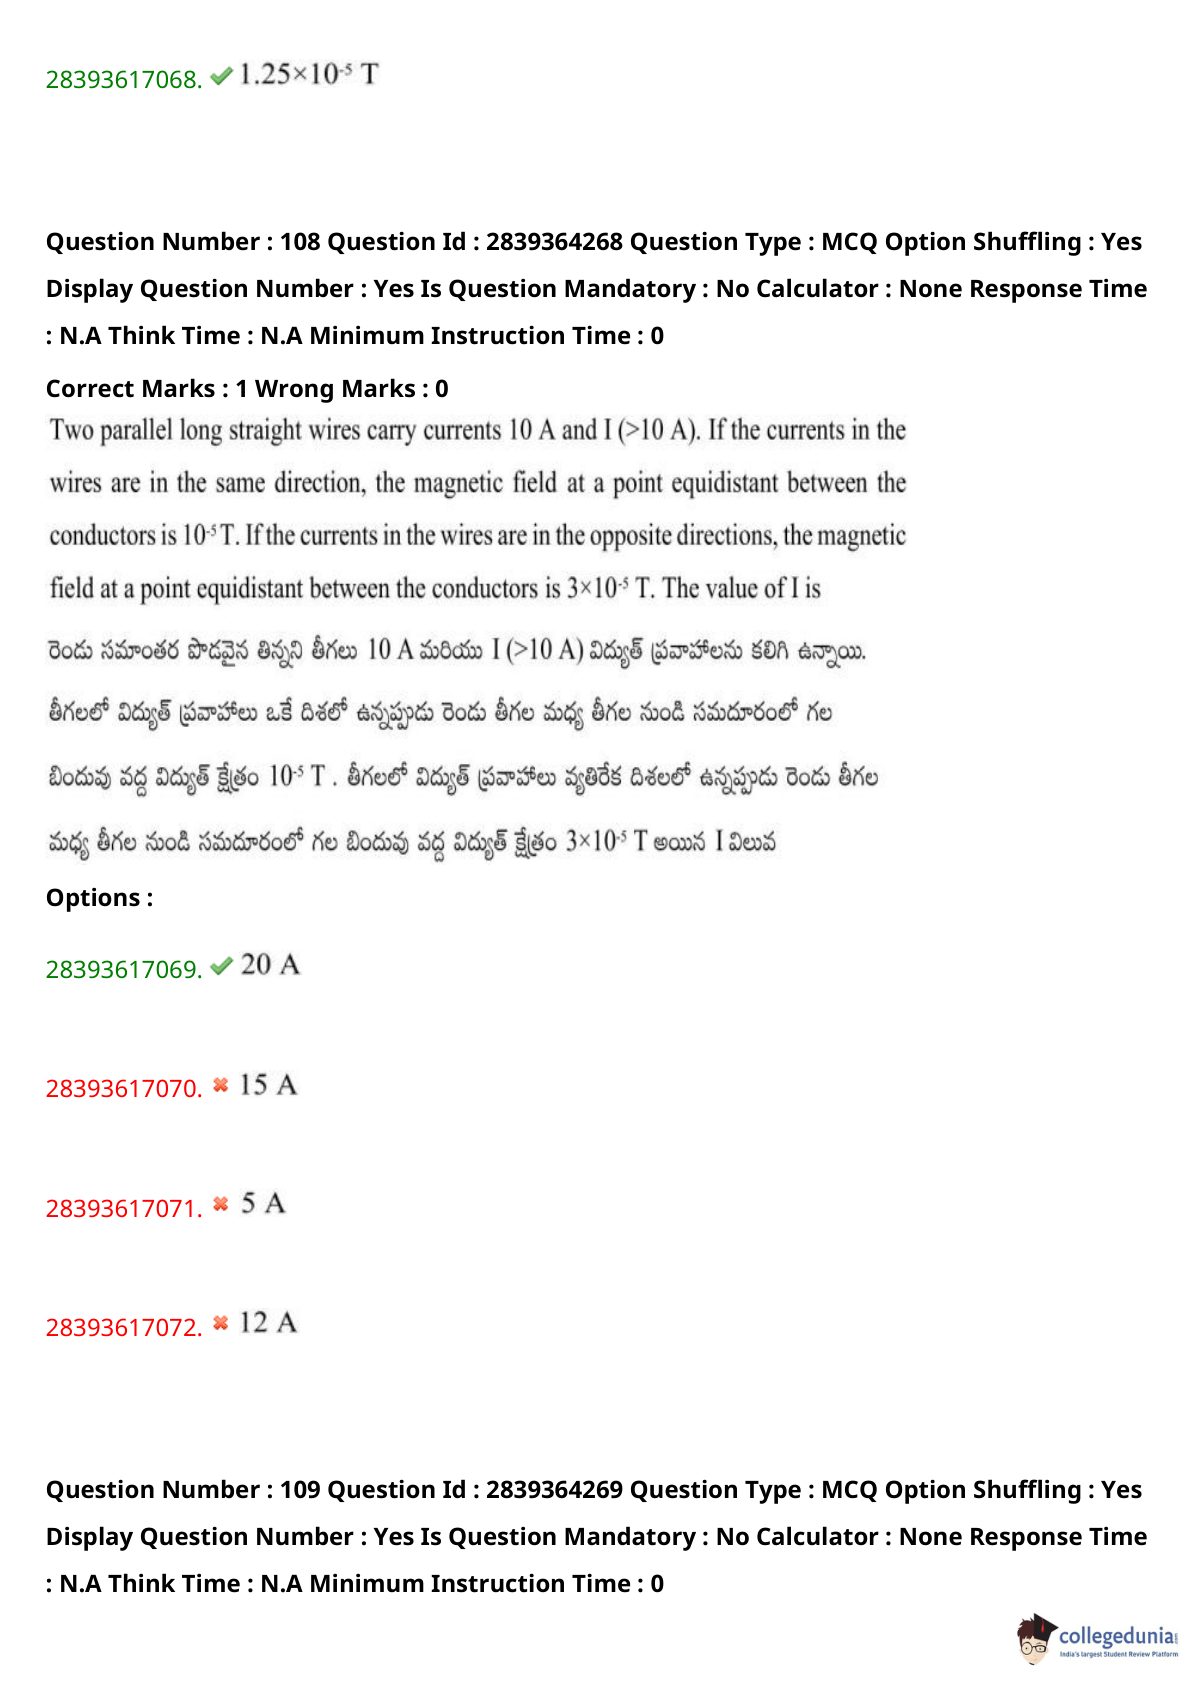 28393617068. 1.25×10⁻⁵ T
Question Number : 108 Question Id : 2839364268 Question Type : MCQ Option Shuffling : Yes
Display Question Number : Yes Is Question Mandatory : No Calculator : None Response Time
: N.A Think Time : N.A Minimum Instruction Time : 0
Correct Marks : 1 Wrong Marks : 0
Two parallel long straight wires carry currents 10 A and I (>10 A). If the currents in the
wires are in the same direction, the magnetic field at a point equidistant between the
conductors is 10⁻⁵ T. If the currents in the wires are in the opposite directions, the magnetic
field at a point equidistant between the conductors is 3×10⁻⁵ T. The value of I is
రెండు సమాంతర పొడవైన తిన్నని తీగలు 10 A మరియు I (>10 A) విద్యుత్ ప్రవాహాలను కలిగి ఉన్నాయి.
తీగలలో విద్యుత్ ప్రవాహాలు ఒకే దిశలో ఉన్నప్పుడు రెండు తీగల మధ్య తీగల నుండి సమదూరంలో గల
బిందువు వద్ద విద్యుత్ క్షేత్రం 10⁻⁵ T . తీగలలో విద్యుత్ ప్రవాహాలు వ్యతిరేక దిశలలో ఉన్నప్పుడు రెండు తీగల
మధ్య తీగల నుండి సమదూరంలో గల బిందువు వద్ద విద్యుత్ క్షేత్రం 3×10⁻⁵ T అయిన I విలువ
Options :
28393617069. 20 A
28393617070. 15 A
28393617071. 5 A
28393617072. 12 A
Question Number : 109 Question Id : 2839364269 Question Type : MCQ Option Shuffling : Yes
Display Question Number : Yes Is Question Mandatory : No Calculator : None Response Time
: N.A Think Time : N.A Minimum Instruction Time : 0
collegedunia
India's largest Student Review Platform